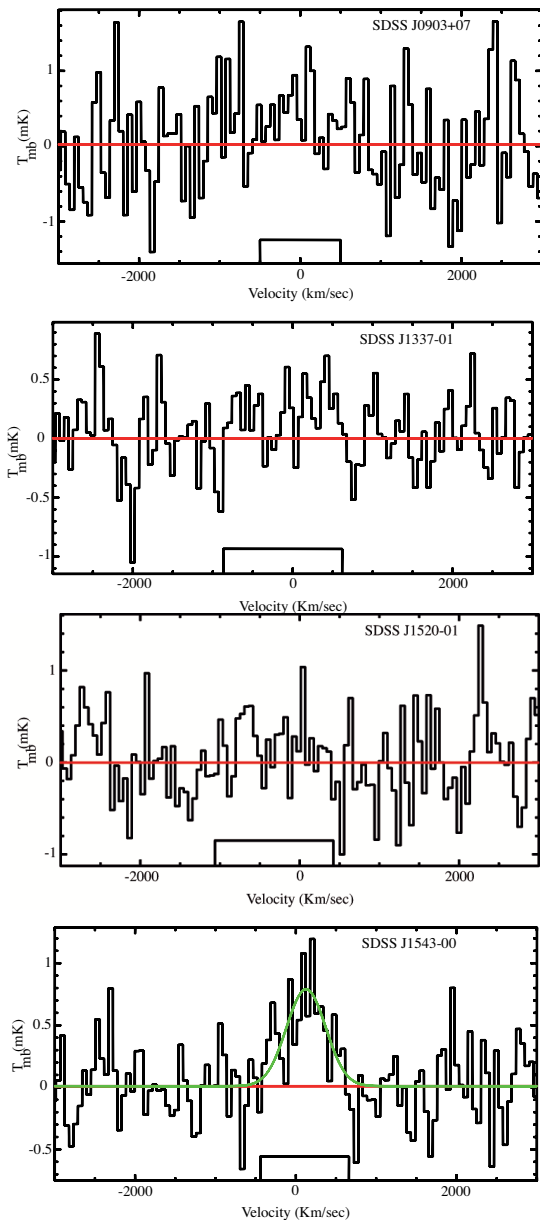 SDSS J0903+07
1
0
-1
T_mb(mK)
-2000 0 2000
Velocity (km/sec)
SDSS J1337-01
0.5
0
-0.5
-1
T_mb(mK)
-2000 0 2000
Velocity (Km/sec)
SDSS J1520-01
1
0
-1
T_mb(mK)
-2000 0 2000
Velocity (Km/sec)
SDSS J1543-00
1
0.5
0
-0.5
T_mb(mK)
-2000 0 2000
Velocity (Km/sec)